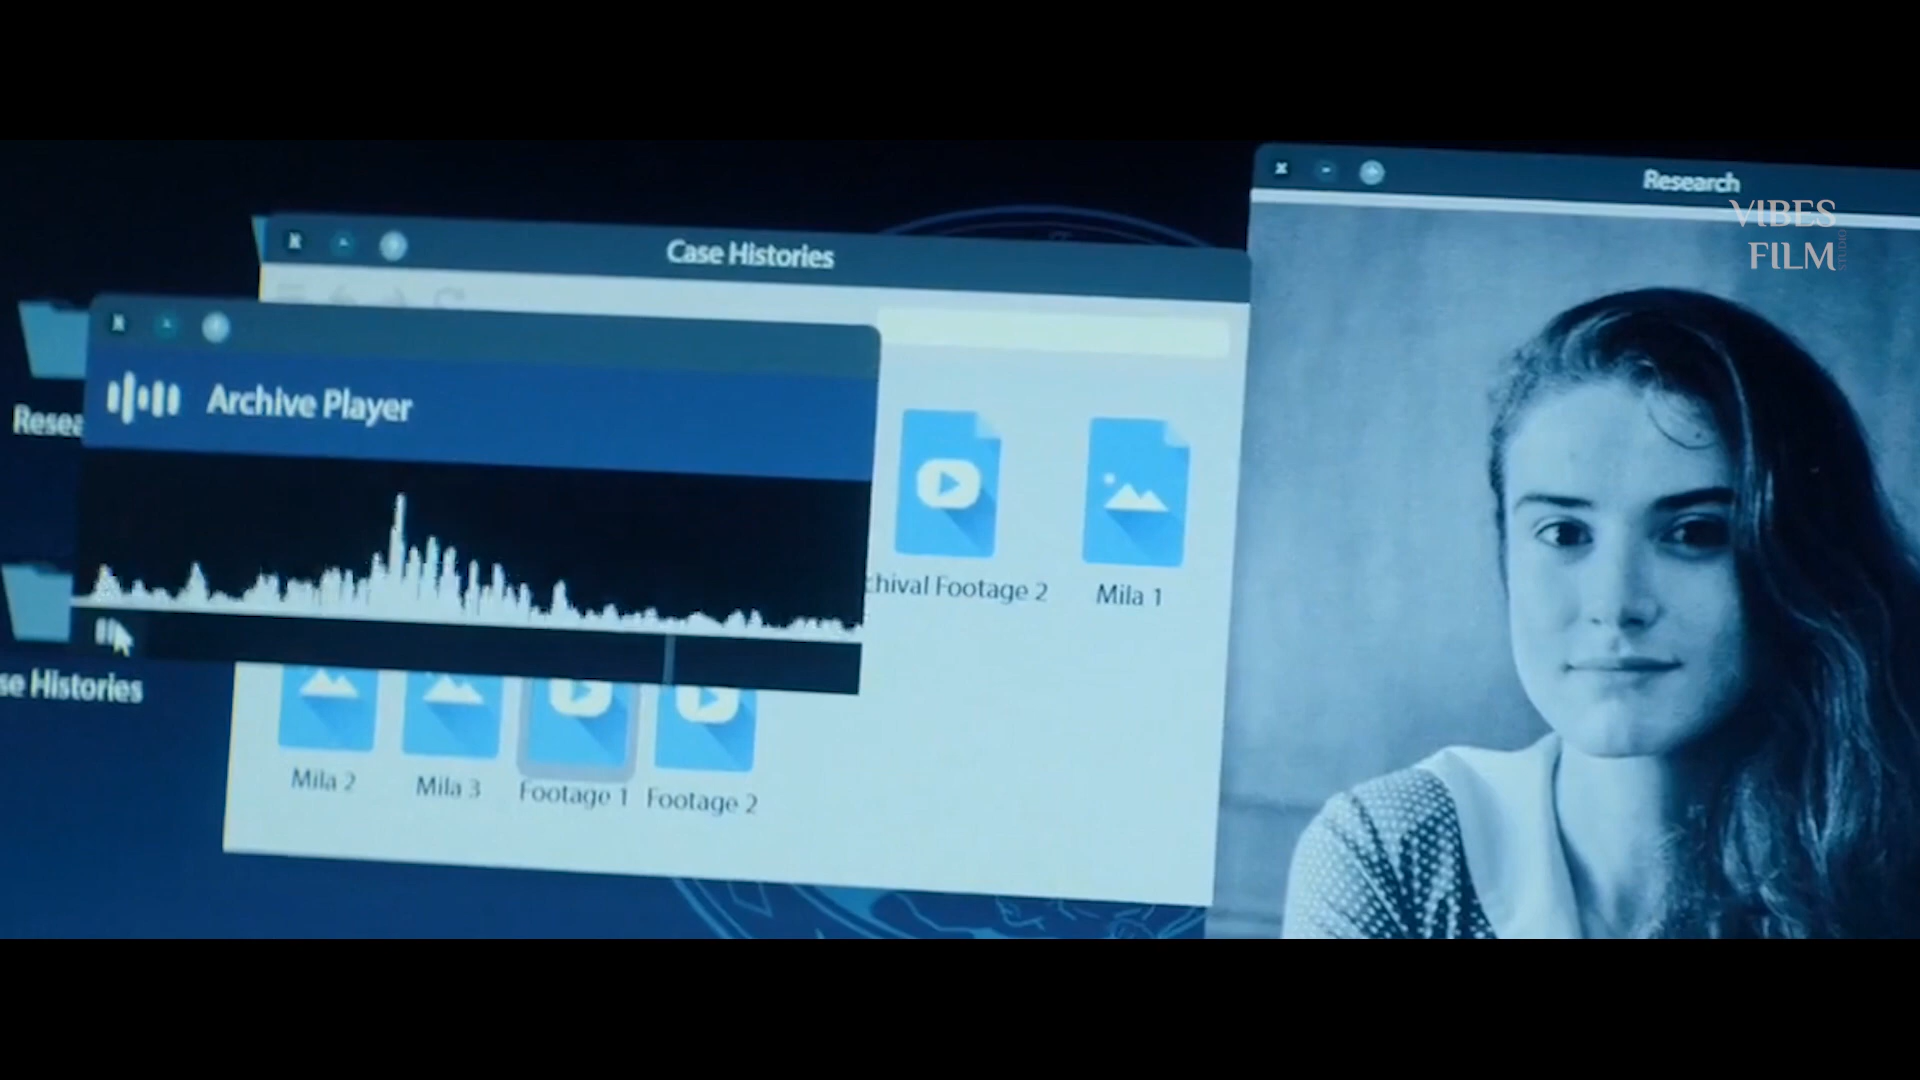 Research
VIBES
FILM
STUDIO
Case Histories
Archive Player
Resea
chival Footage 2
Mila 1
se Histories
Mila 2
Mila 3
Footage 1
Footage 2